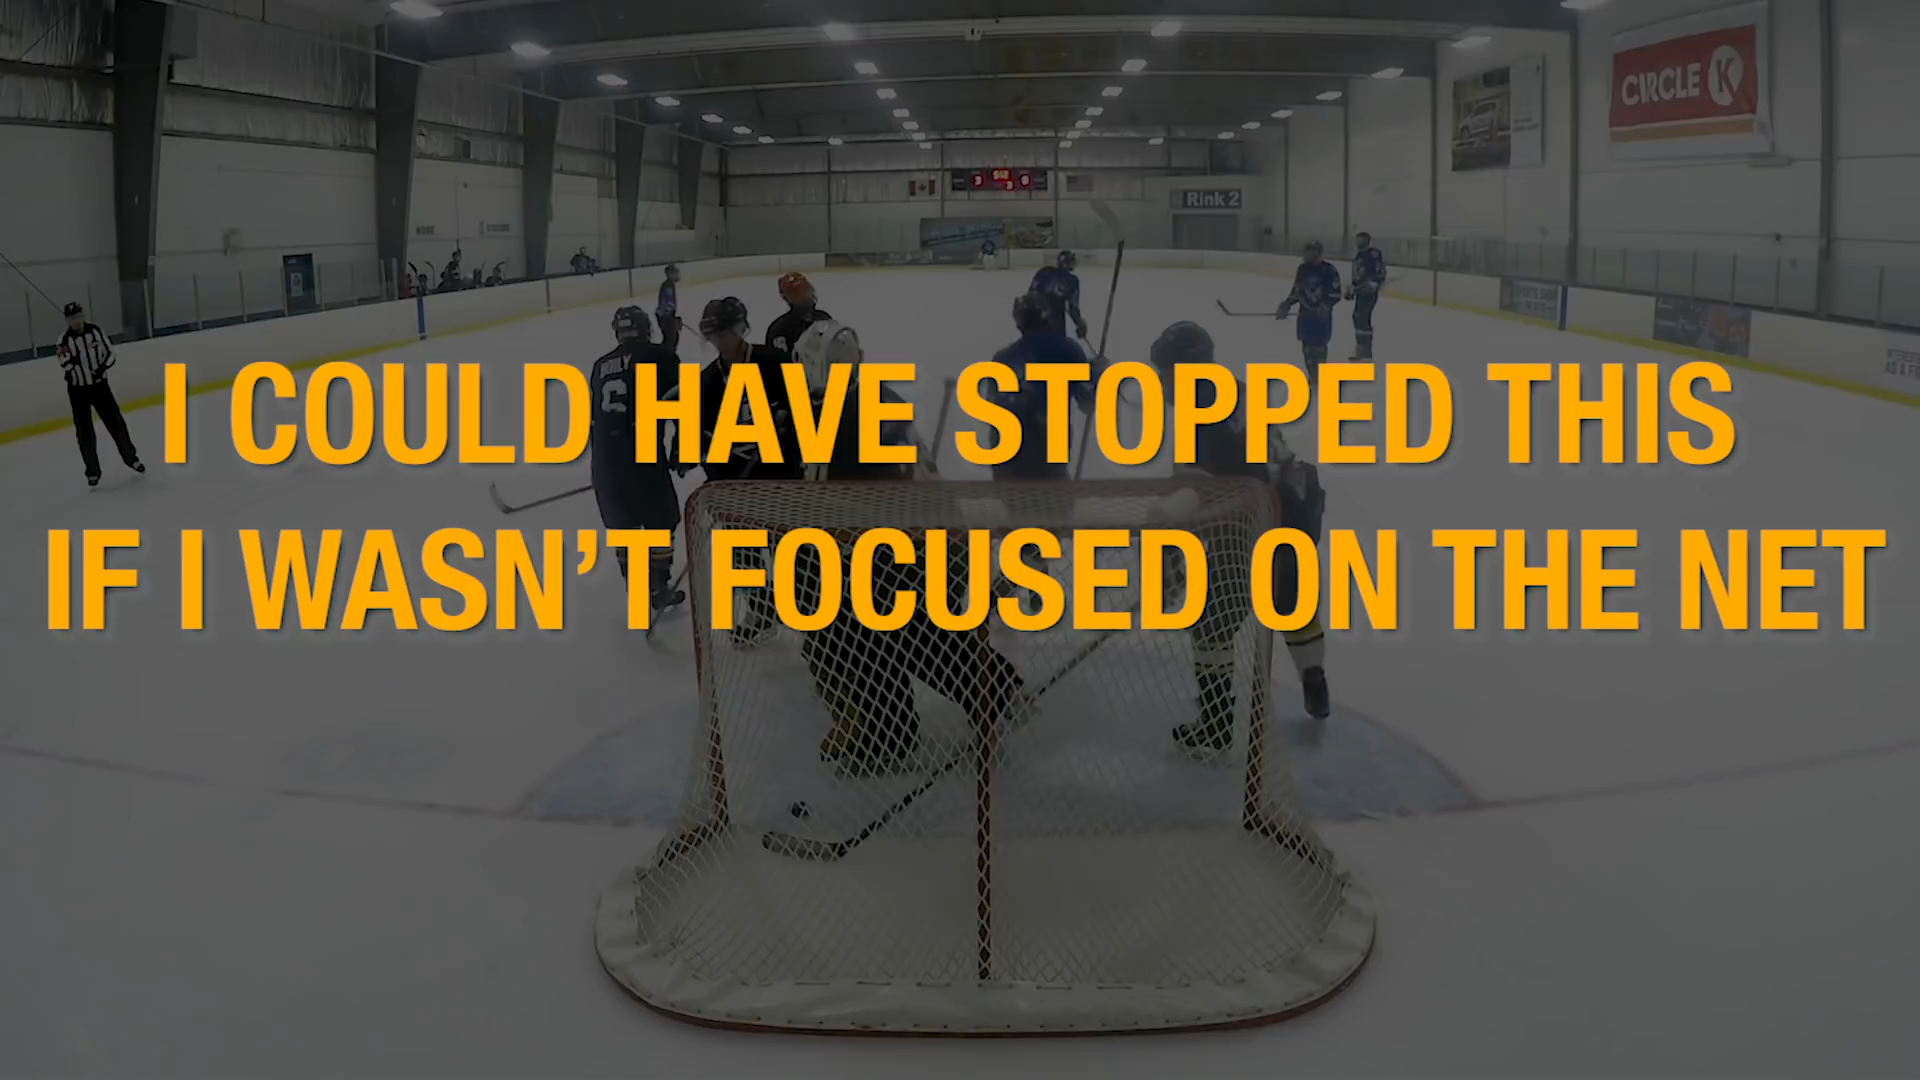 CIRCLE K
Rink 2
I COULD HAVE STOPPED THIS
IF I WASN’T FOCUSED ON THE NET